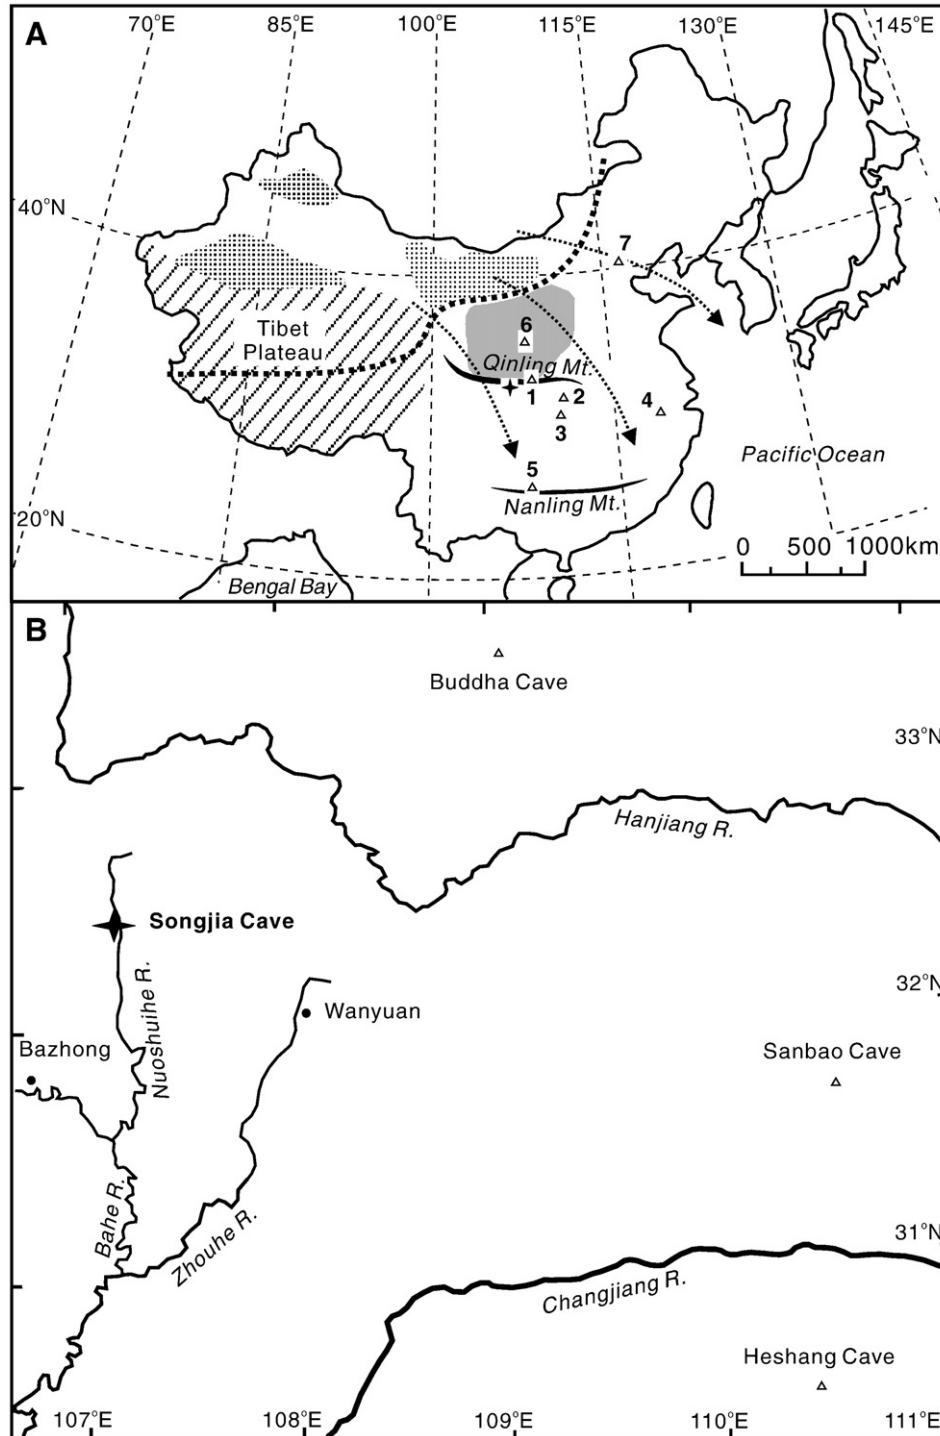 A
70°E 85°E 100°E 115°E 130°E 145°E
40°N
7
Tibet
Plateau
6
Qinling Mt.
1 2 4
3
Pacific Ocean
5
Nanling Mt.
20°N
0 500 1000km
Bengal Bay
B
Buddha Cave
33°N
Hanjiang R.
Songjia Cave
Nuoshuihe R.
32°N
Wanyuan
Bazhong
Sanbao Cave
Bahe R.
Zhouhe R.
31°N
Changjiang R.
Heshang Cave
107°E 108°E 109°E 110°E 111°E